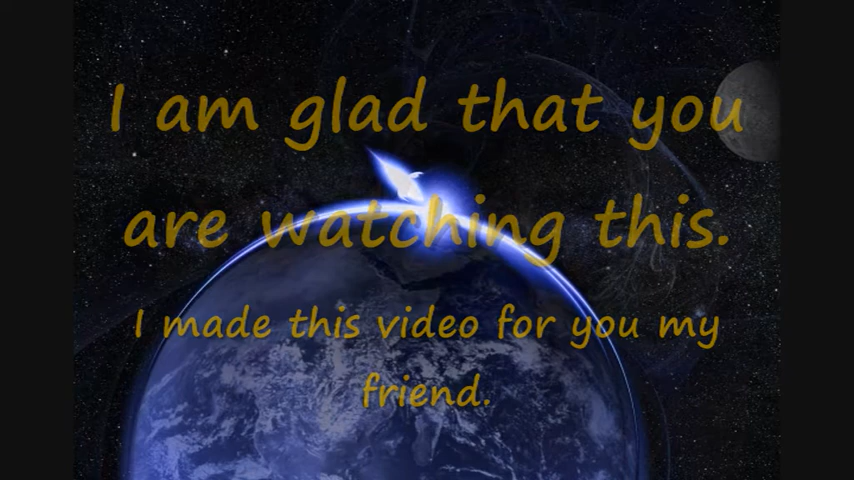 I am glad that you
are watching this.
I made this video for you my
friend.